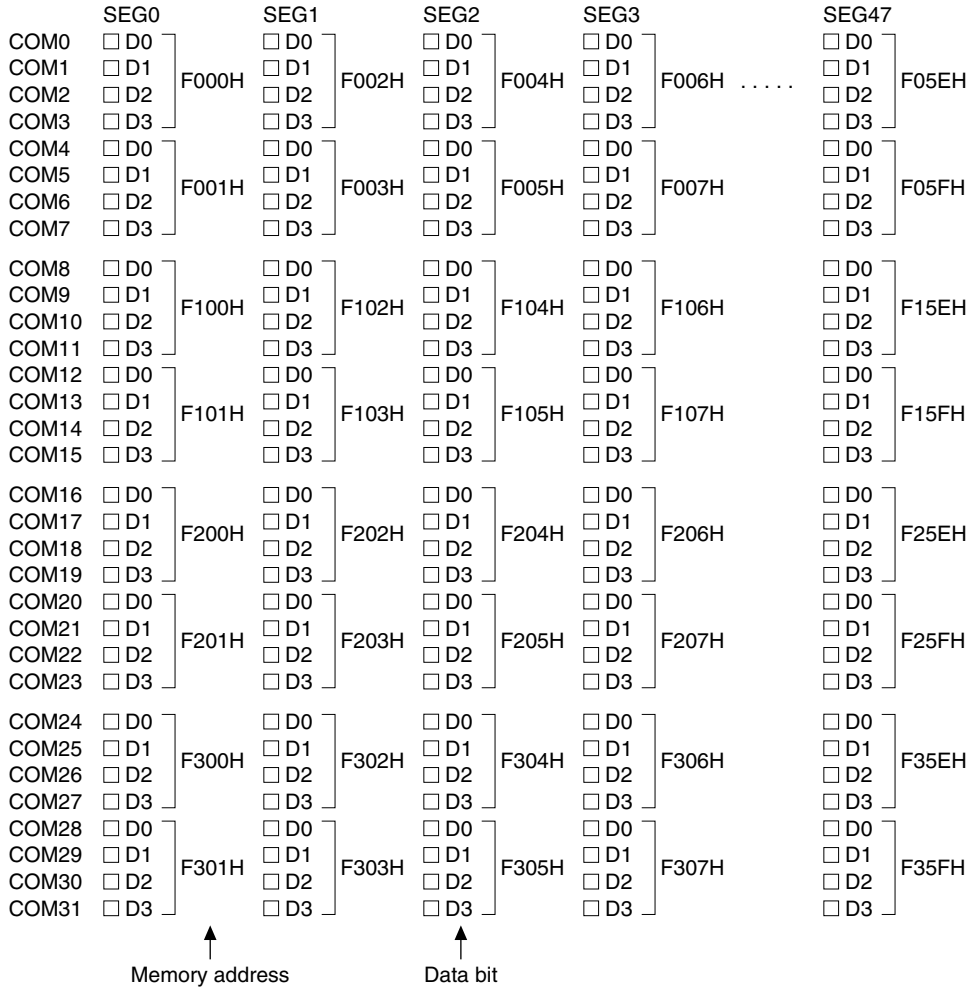 SEG0 SEG1 SEG2 SEG3 SEG47
COM0 D0 D0 D0 D0 D0
COM1 D1 D1 D1 D1 D1
F000H F002H F004H F006H . . . . . F05EH
COM2 D2 D2 D2 D2 D2
COM3 D3 D3 D3 D3 D3
COM4 D0 D0 D0 D0 D0
COM5 D1 D1 D1 D1 D1
F001H F003H F005H F007H F05FH
COM6 D2 D2 D2 D2 D2
COM7 D3 D3 D3 D3 D3
COM8 D0 D0 D0 D0 D0
COM9 D1 D1 D1 D1 D1
F100H F102H F104H F106H F15EH
COM10 D2 D2 D2 D2 D2
COM11 D3 D3 D3 D3 D3
COM12 D0 D0 D0 D0 D0
COM13 D1 D1 D1 D1 D1
F101H F103H F105H F107H F15FH
COM14 D2 D2 D2 D2 D2
COM15 D3 D3 D3 D3 D3
COM16 D0 D0 D0 D0 D0
COM17 D1 D1 D1 D1 D1
F200H F202H F204H F206H F25EH
COM18 D2 D2 D2 D2 D2
COM19 D3 D3 D3 D3 D3
COM20 D0 D0 D0 D0 D0
COM21 D1 D1 D1 D1 D1
F201H F203H F205H F207H F25FH
COM22 D2 D2 D2 D2 D2
COM23 D3 D3 D3 D3 D3
COM24 D0 D0 D0 D0 D0
COM25 D1 D1 D1 D1 D1
F300H F302H F304H F306H F35EH
COM26 D2 D2 D2 D2 D2
COM27 D3 D3 D3 D3 D3
COM28 D0 D0 D0 D0 D0
COM29 D1 D1 D1 D1 D1
F301H F303H F305H F307H F35FH
COM30 D2 D2 D2 D2 D2
COM31 D3 D3 D3 D3 D3
Memory address Data bit